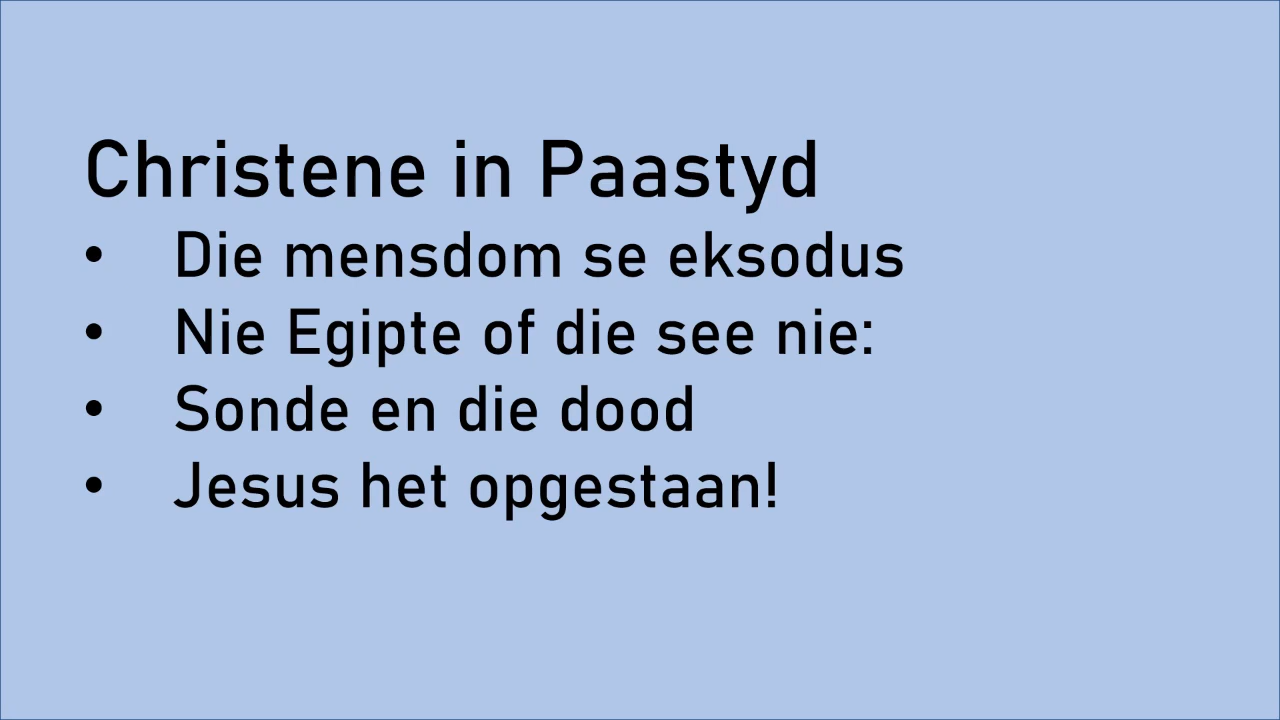 Christene in Paastyd
• Die mensdom se eksodus
• Nie Egipte of die see nie:
• Sonde en die dood
• Jesus het opgestaan!